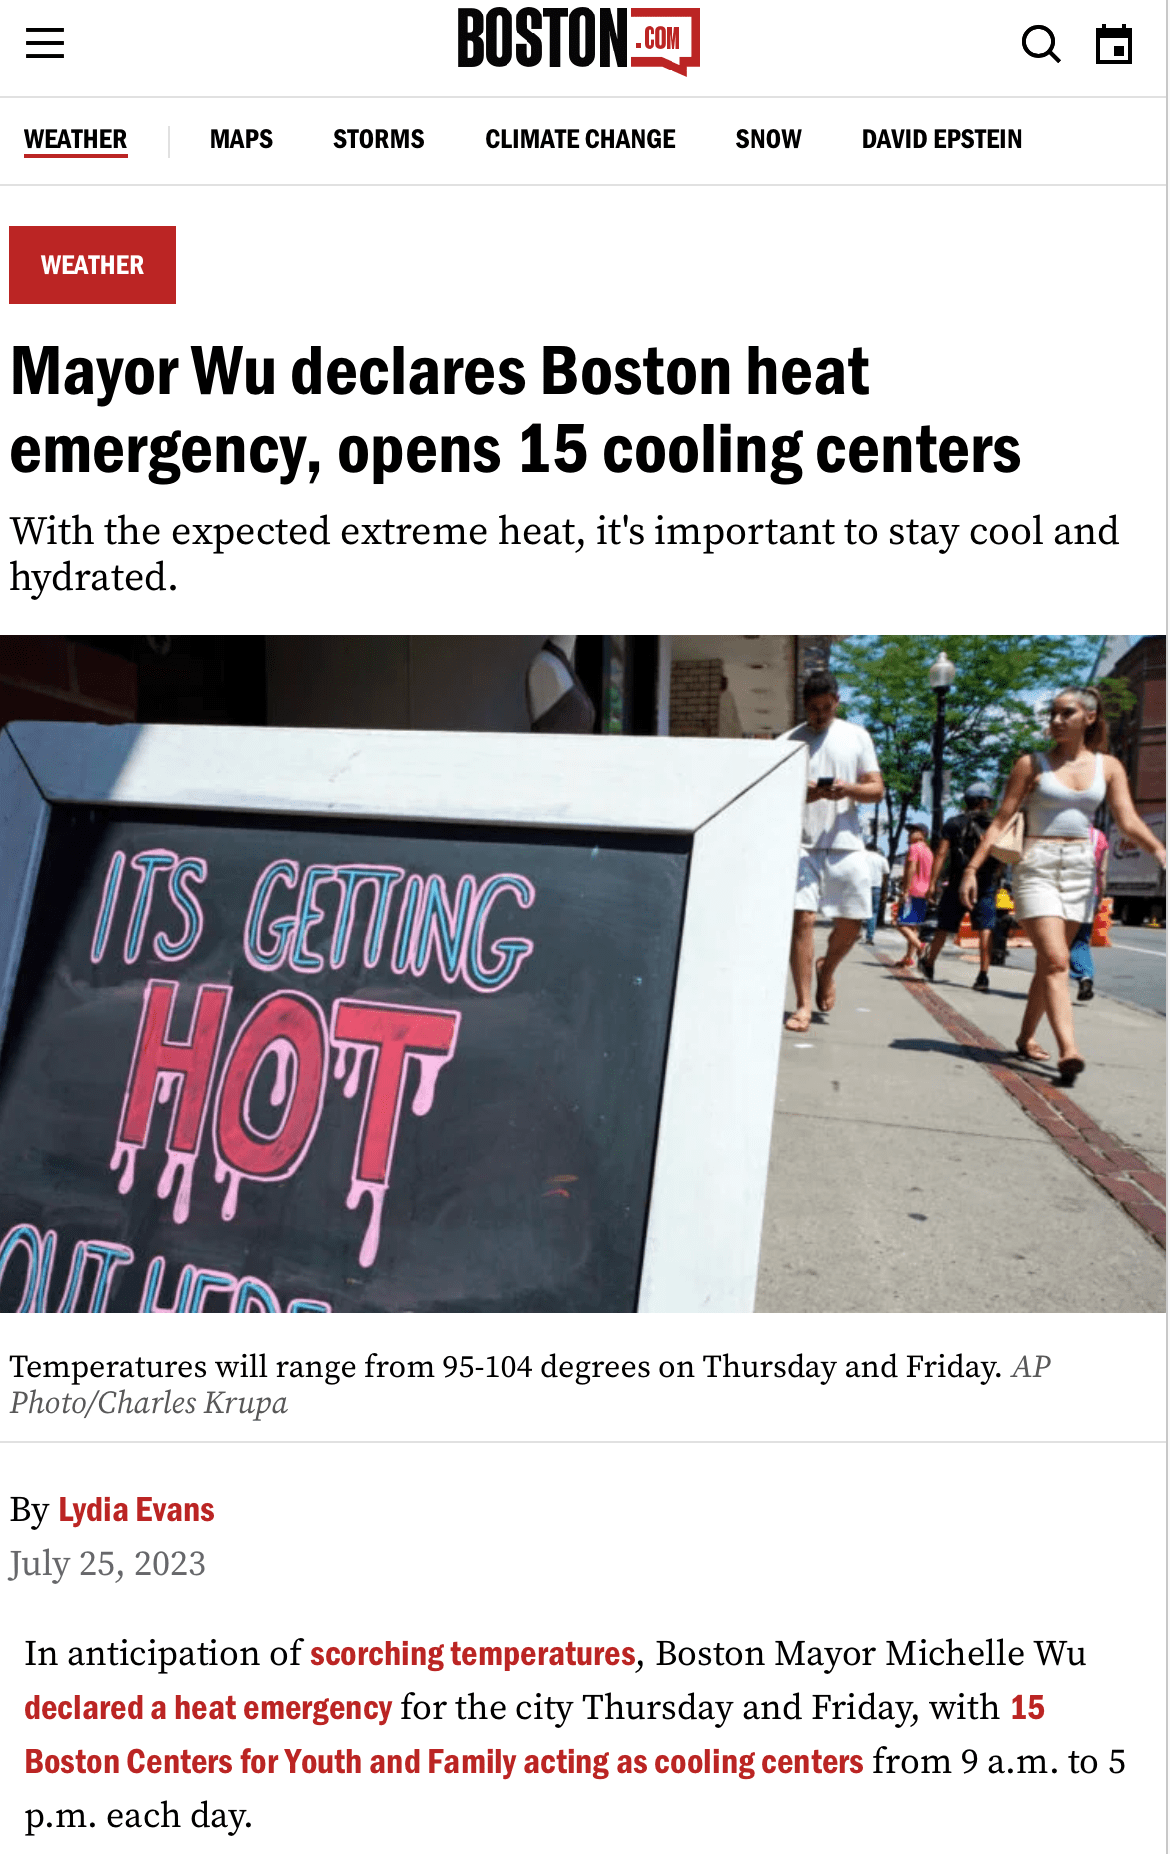 BOSTON.COM
WEATHER MAPS STORMS CLIMATE CHANGE SNOW DAVID EPSTEIN
WEATHER
Mayor Wu declares Boston heat
emergency, opens 15 cooling centers
With the expected extreme heat, it's important to stay cool and
hydrated.
ITS GETTING
HOT
OUT HERE
Temperatures will range from 95-104 degrees on Thursday and Friday. AP
Photo/Charles Krupa
By Lydia Evans
July 25, 2023
In anticipation of scorching temperatures, Boston Mayor Michelle Wu
declared a heat emergency for the city Thursday and Friday, with 15
Boston Centers for Youth and Family acting as cooling centers from 9 a.m. to 5
p.m. each day.